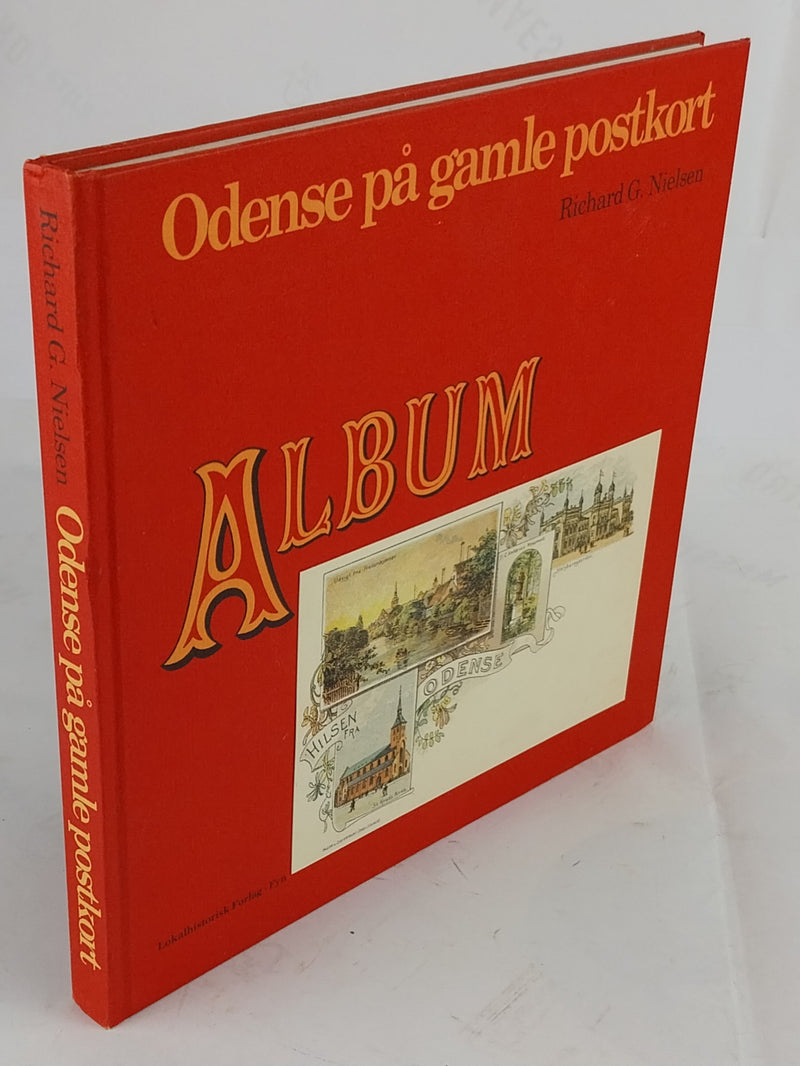 Odense på gamle postkort
Richard G. Nielsen
ALBUM
HILSEN
FRA
ODENSE
Lokalhistorisk Forlag · Fyn
Richard G. Nielsen Odense på gamle postkort